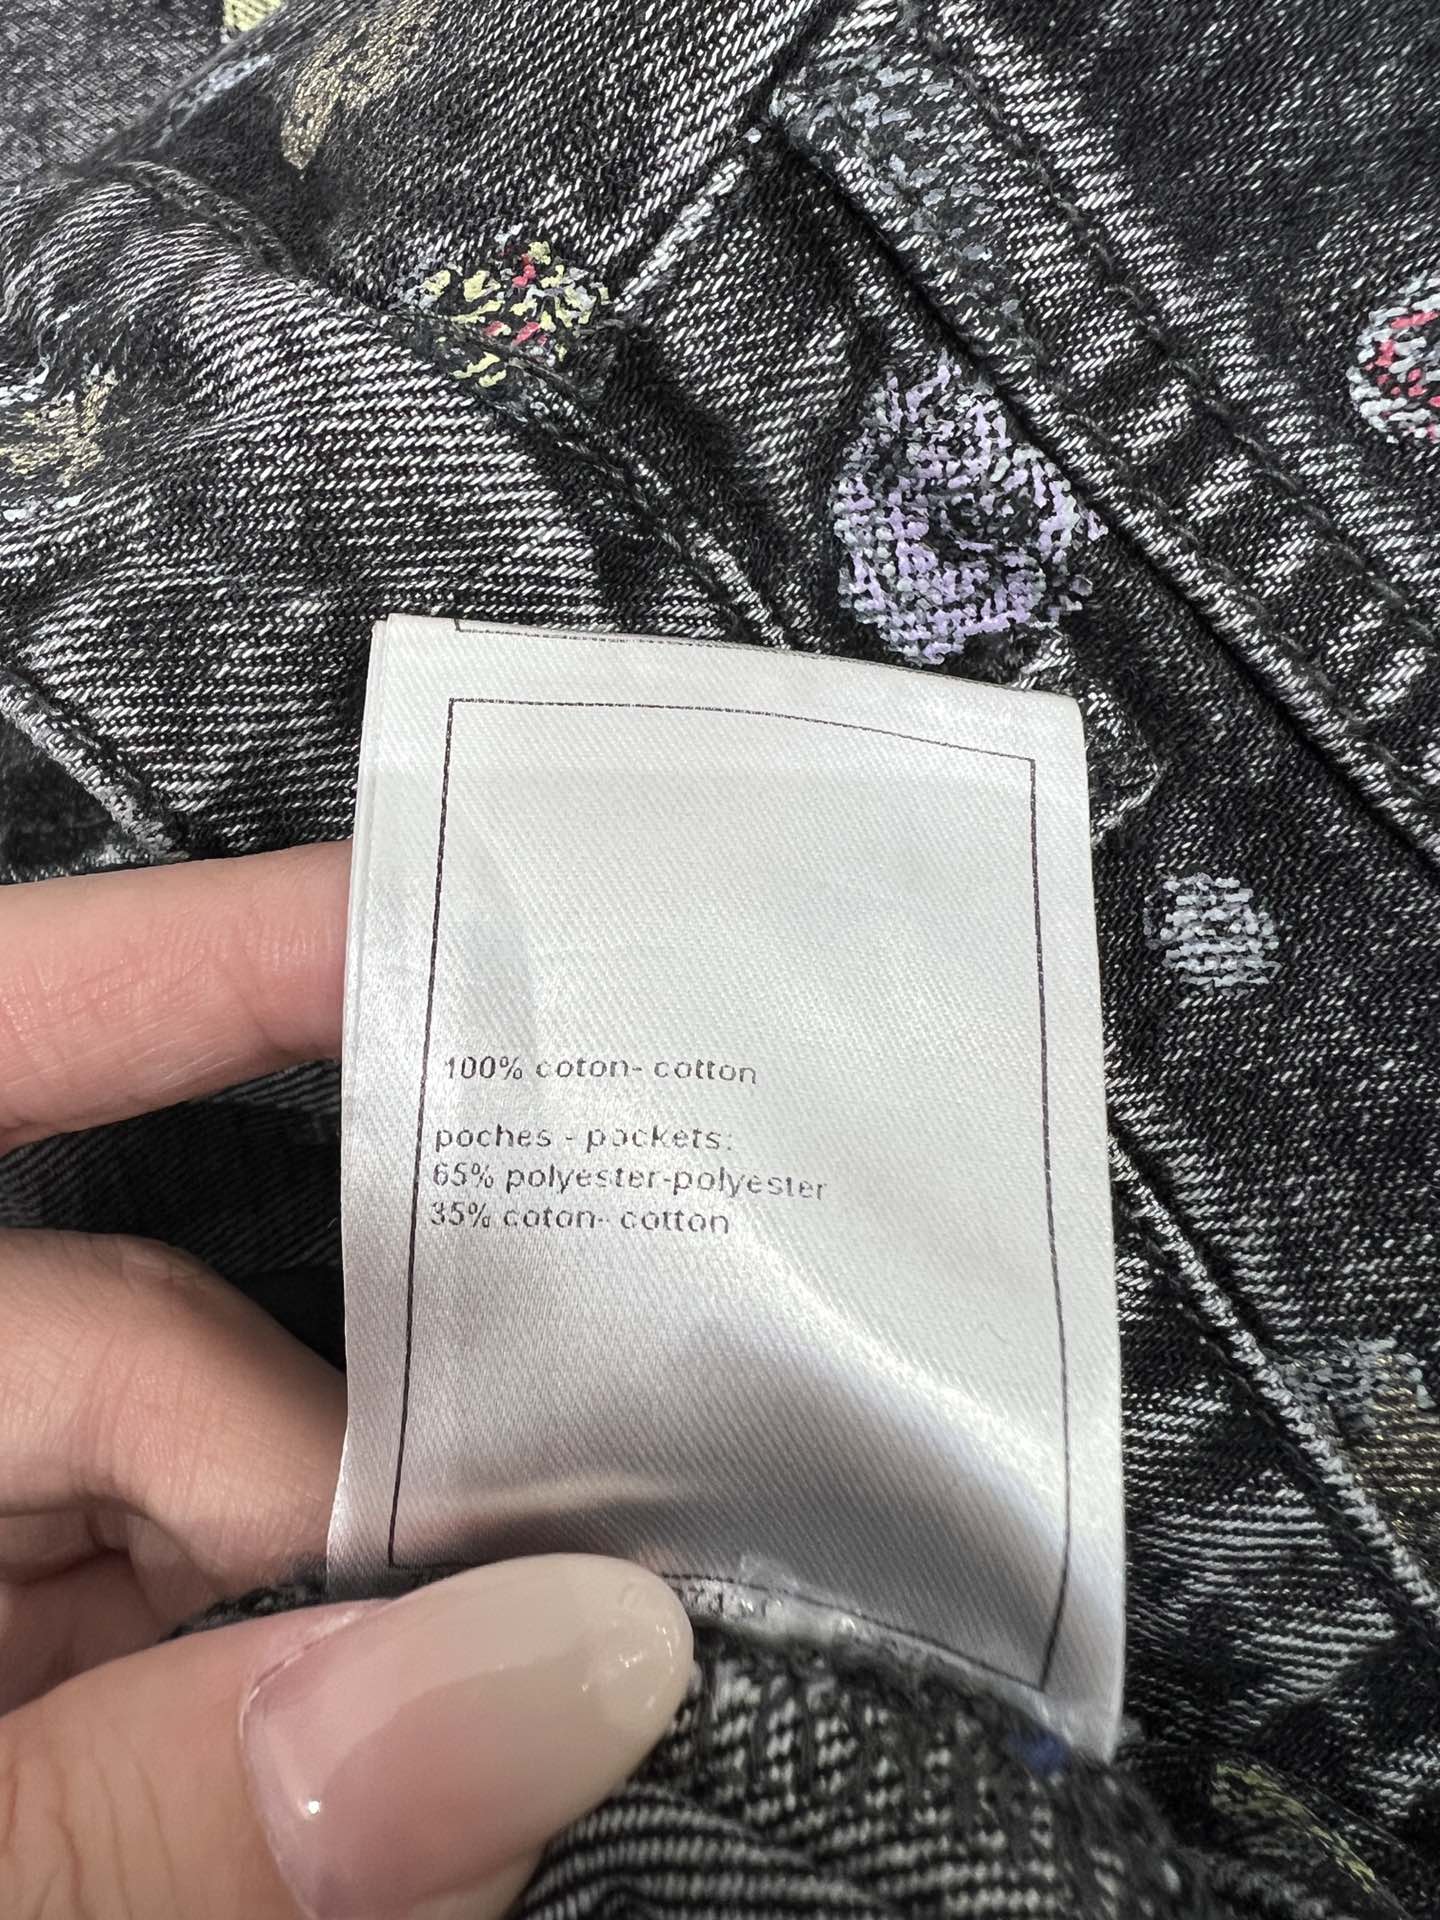 100% coton- cotton
poches - pockets:
65% polyester-polyester
35% coton- cotton